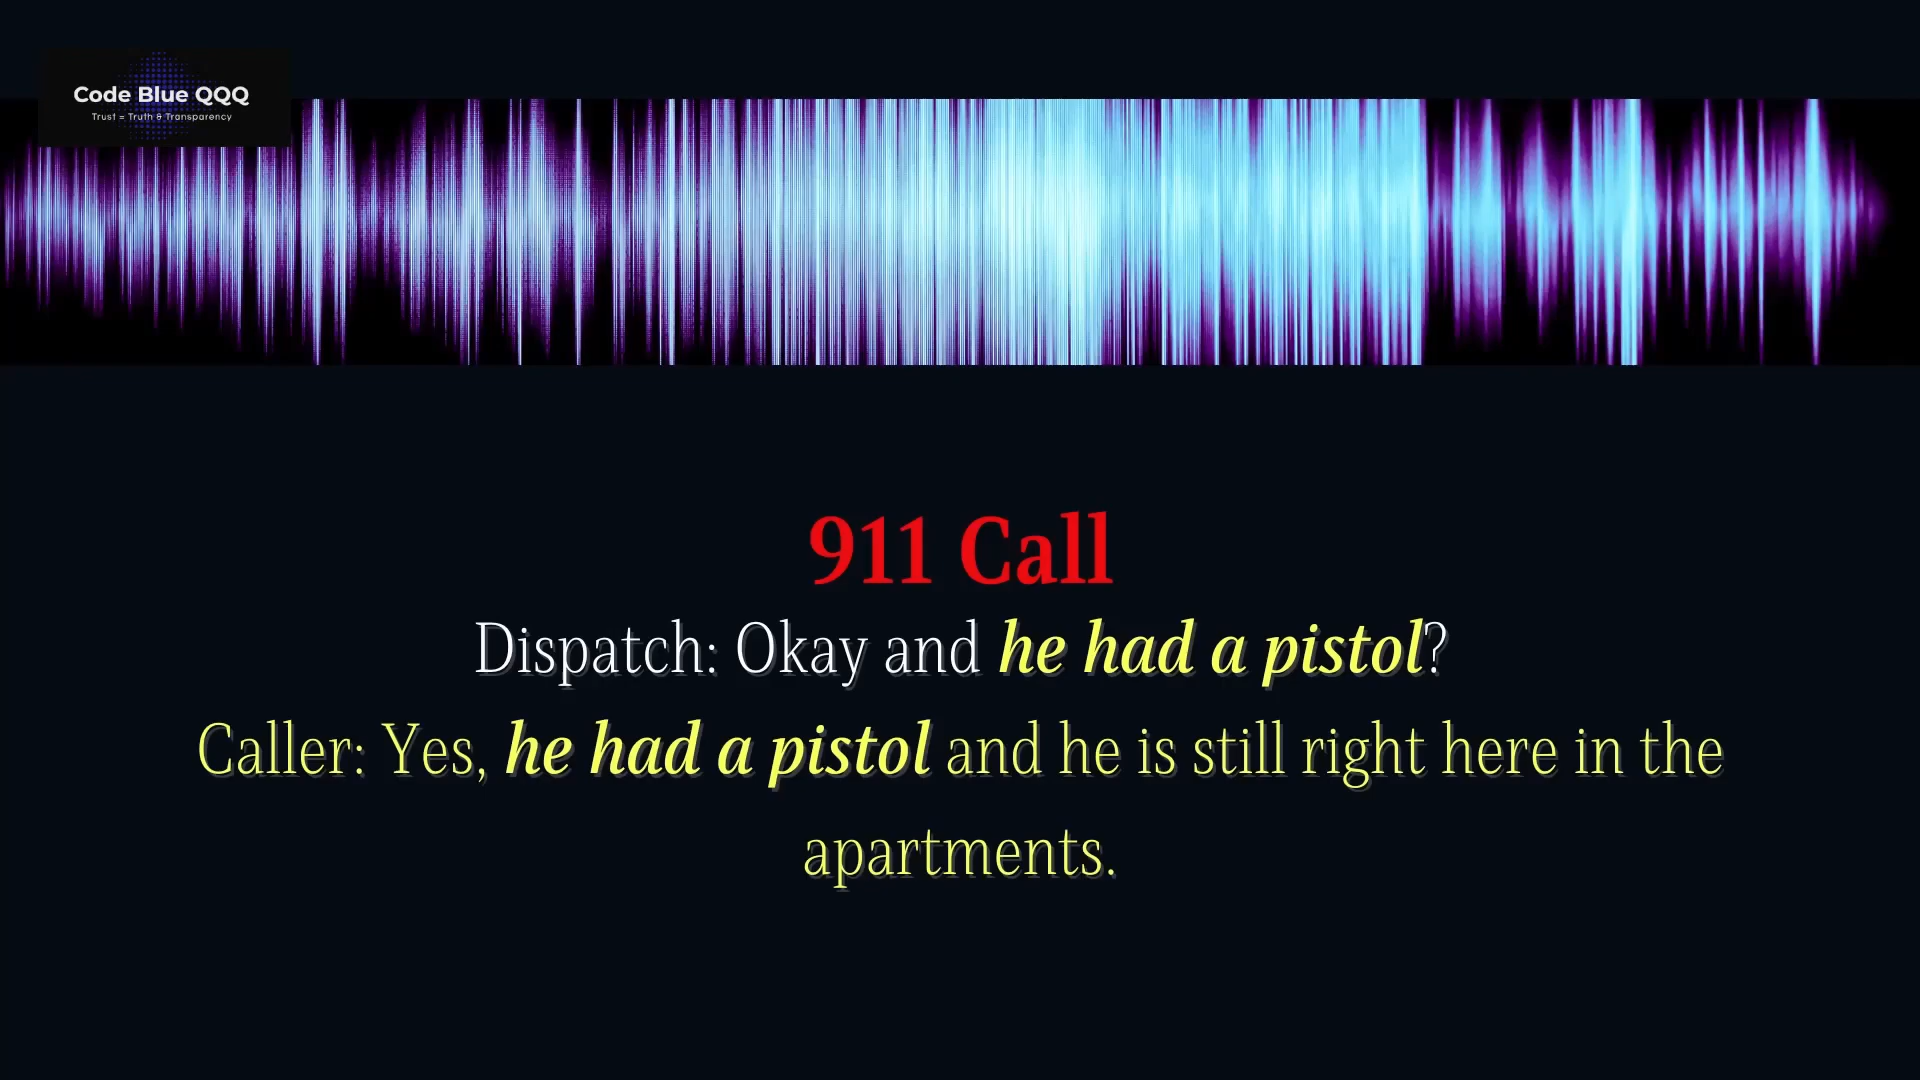 Code Blue QQQ
Trust = Truth & Transparency
911 Call
Dispatch: Okay and he had a pistol?
Caller: Yes, he had a pistol and he is still right here in the
apartments.